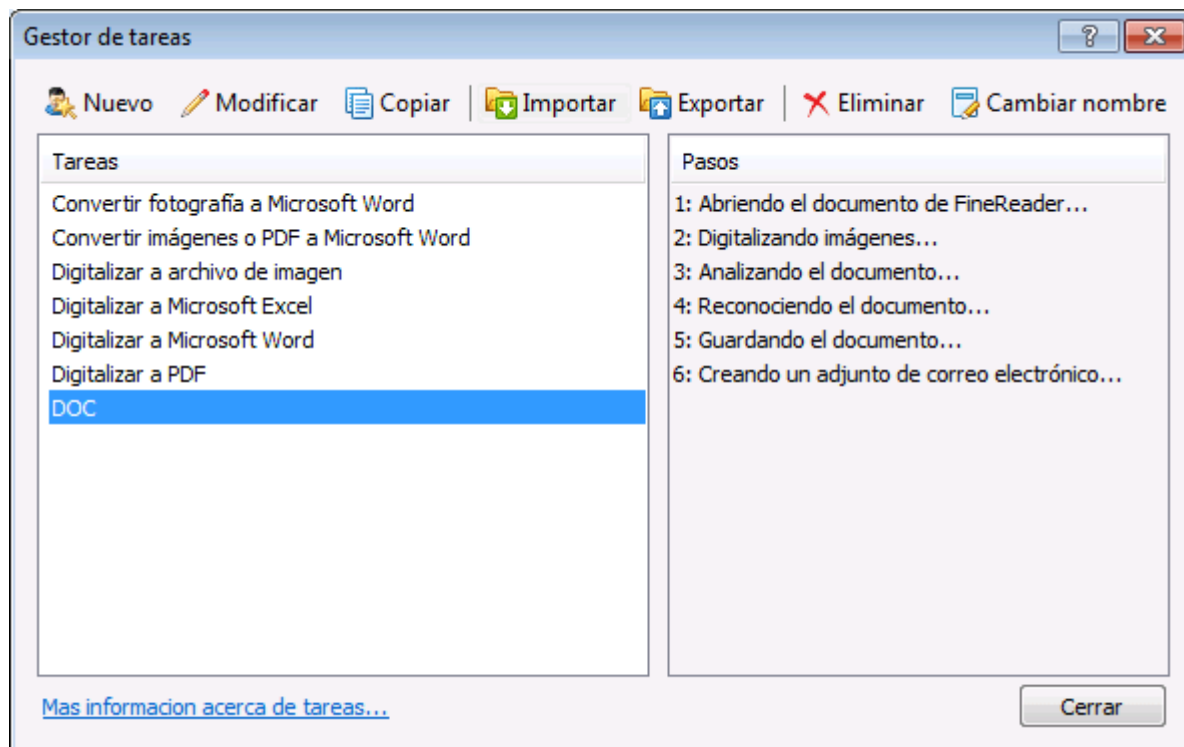 Gestor de tareas
Nuevo Modificar Copiar Importar Exportar Eliminar Cambiar nombre
Tareas
Convertir fotografía a Microsoft Word
Convertir imágenes o PDF a Microsoft Word
Digitalizar a archivo de imagen
Digitalizar a Microsoft Excel
Digitalizar a Microsoft Word
Digitalizar a PDF
DOC
Pasos
1: Abriendo el documento de FineReader...
2: Digitalizando imágenes...
3: Analizando el documento...
4: Reconociendo el documento...
5: Guardando el documento...
6: Creando un adjunto de correo electrónico...
Mas informacion acerca de tareas...
Cerrar